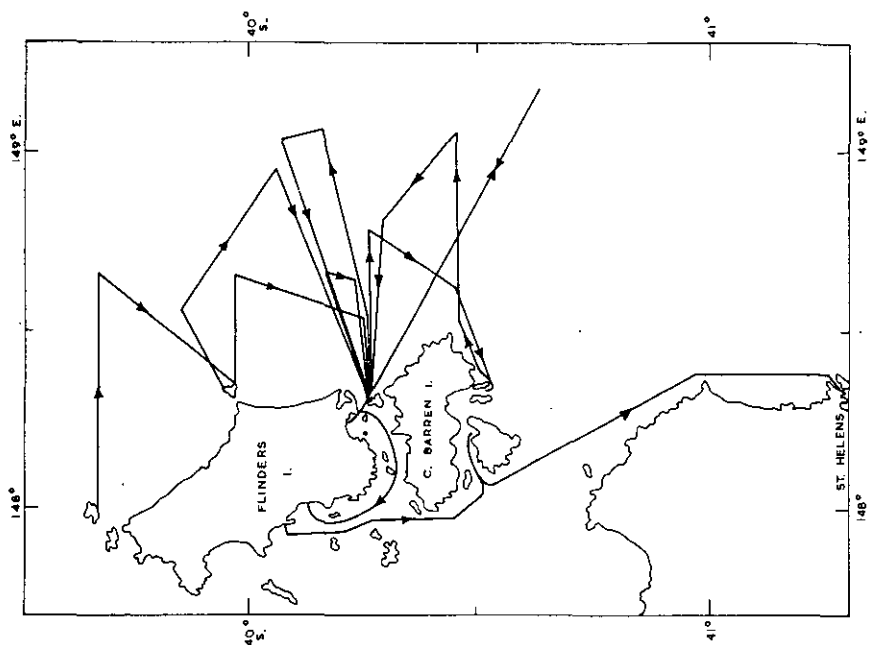 40°
S.
41°
149° E.
148°
FLINDERS
I.
C. BARREN I.
ST. HELENS
149° E.
148°
40°
S.
41°